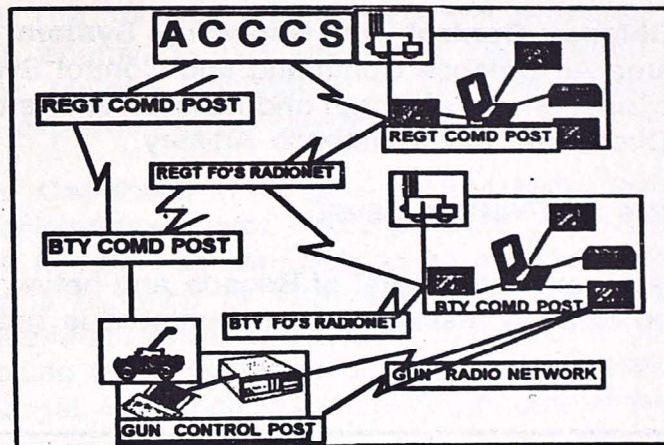 A C C C S
REGT COMD POST
REGT COMD POST
REGT FO'S RADIONET
BTY COMD POST
BTY COMD POST
BTY FO'S RADIONET
GUN RADIO NETWORK
GUN CONTROL POST